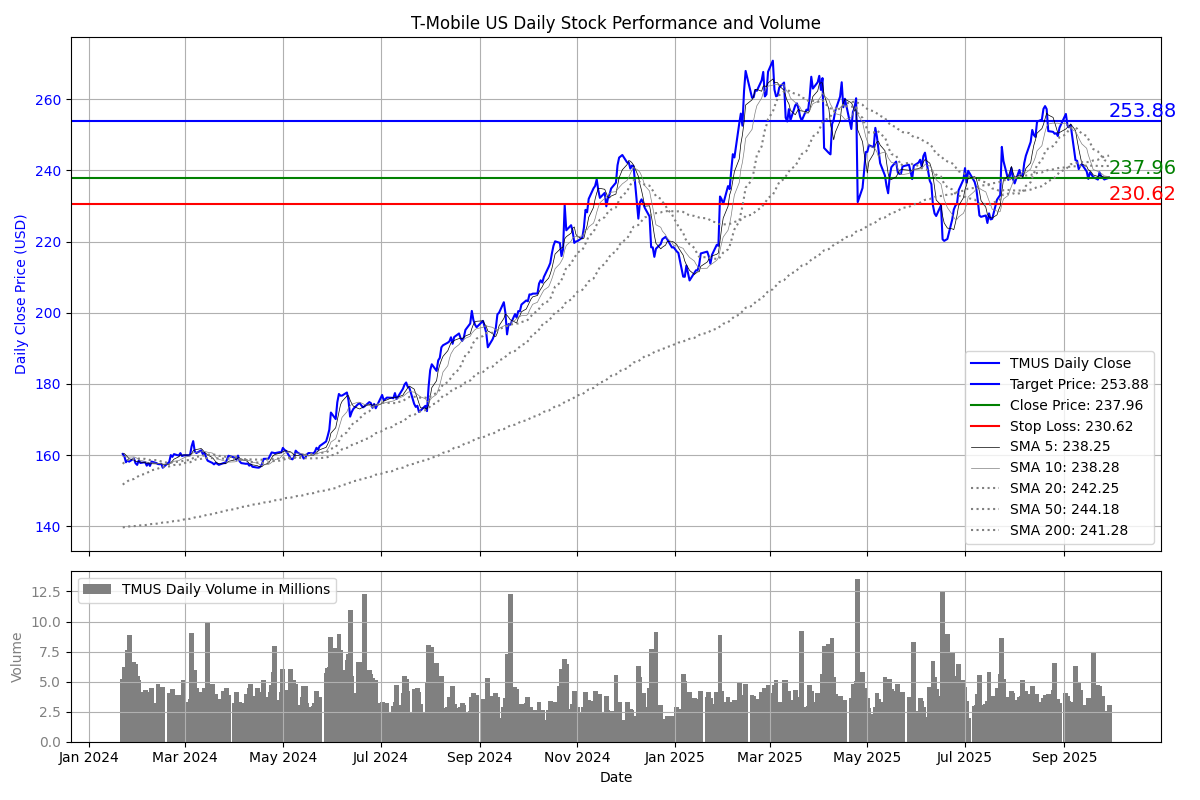 T-Mobile US Daily Stock Performance and Volume
Daily Close Price (USD)
260
240
220
200
180
160
140
253.88
237.96
230.62
TMUS Daily Close
Target Price: 253.88
Close Price: 237.96
Stop Loss: 230.62
SMA 5: 238.25
SMA 10: 238.28
SMA 20: 242.25
SMA 50: 244.18
SMA 200: 241.28
Volume
12.5
10.0
7.5
5.0
2.5
0.0
TMUS Daily Volume in Millions
Jan 2024 Mar 2024 May 2024 Jul 2024 Sep 2024 Nov 2024 Jan 2025 Mar 2025 May 2025 Jul 2025 Sep 2025
Date